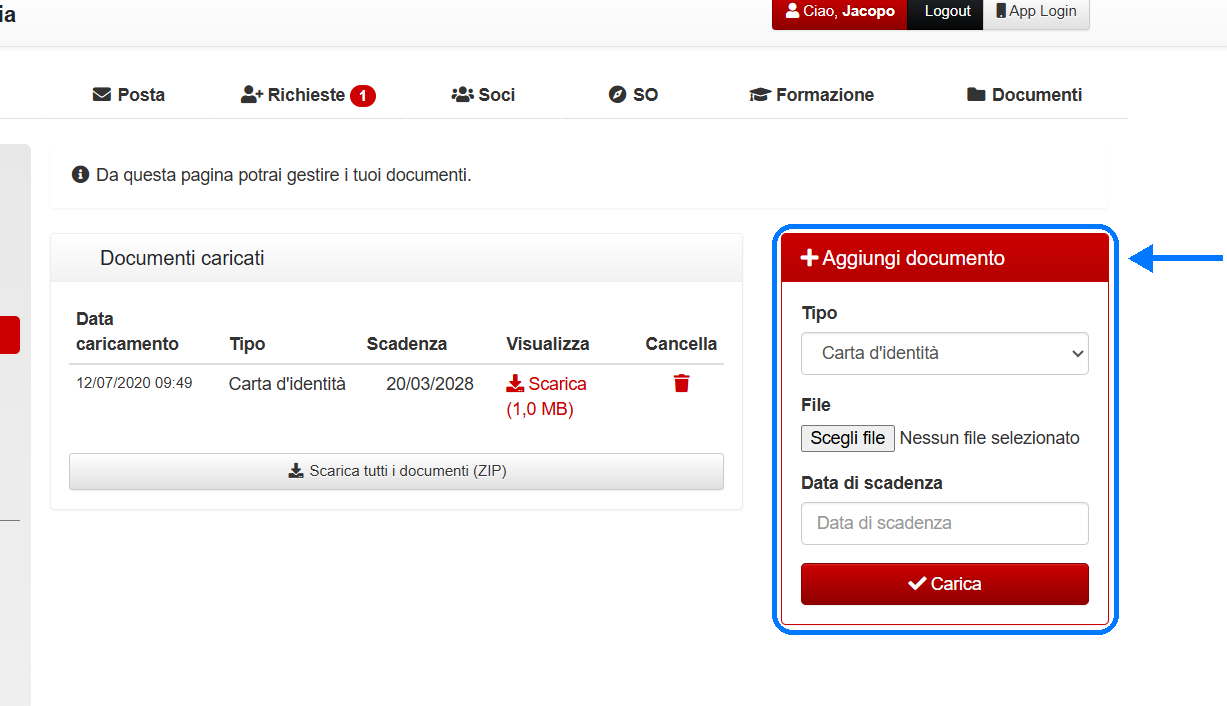 ia
Ciao, Jacopo
Logout
App Login
Posta
Richieste 1
Soci
SO
Formazione
Documenti
Da questa pagina potrai gestire i tuoi documenti.
Documenti caricati
Data caricamento
Tipo
Scadenza
Visualizza
Cancella
12/07/2020 09:49
Carta d'identità
20/03/2028
Scarica
(1,0 MB)
Scarica tutti i documenti (ZIP)
Aggiungi documento
Tipo
Carta d'identità
File
Scegli file Nessun file selezionato
Data di scadenza
Data di scadenza
Carica